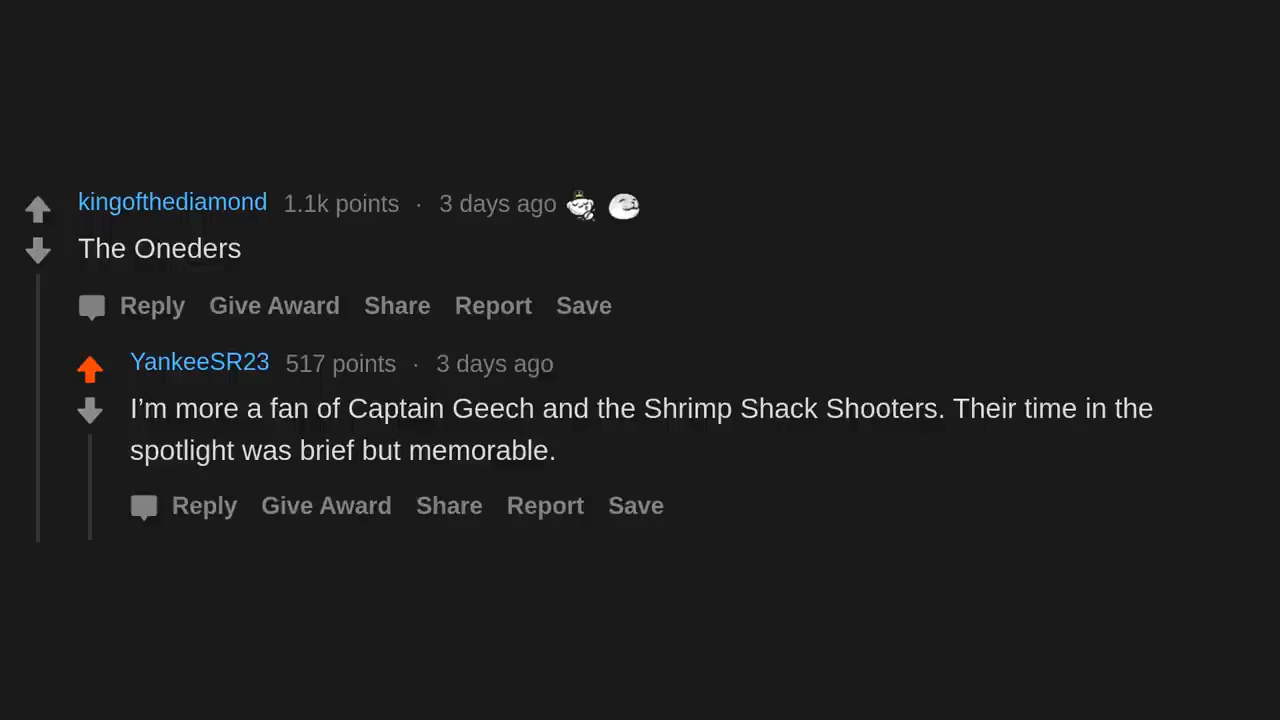 kingofthediamond 1.1k points · 3 days ago
The Oneders
Reply Give Award Share Report Save
YankeeSR23 517 points · 3 days ago
I’m more a fan of Captain Geech and the Shrimp Shack Shooters. Their time in the
spotlight was brief but memorable.
Reply Give Award Share Report Save